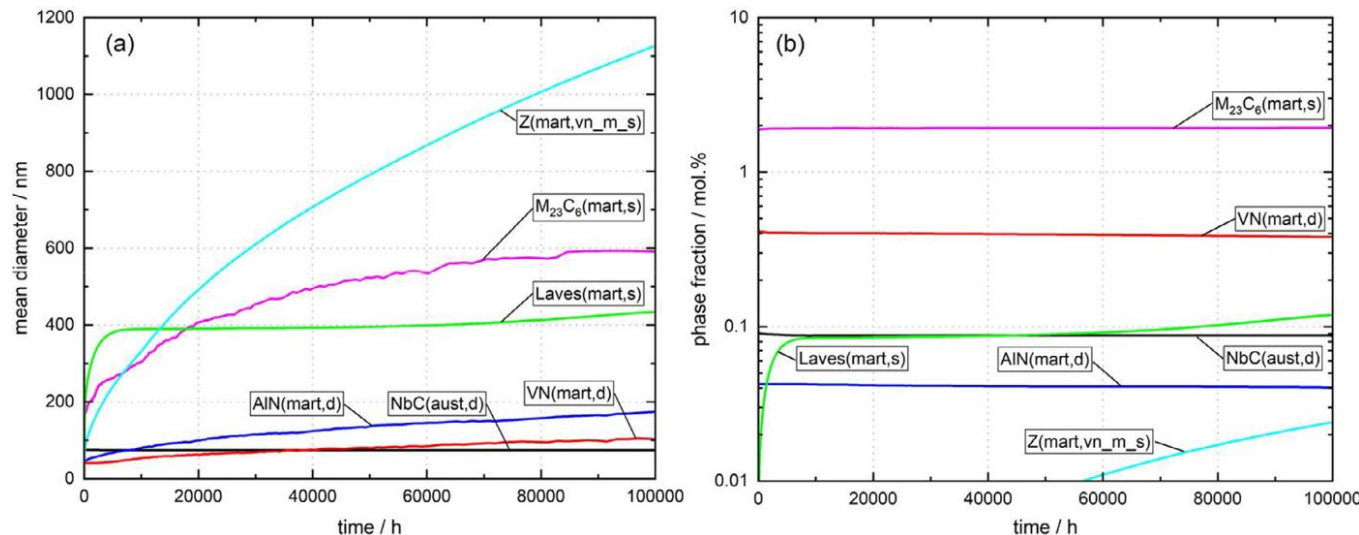 (a)
mean diameter / nm
1200
1000
800
600
400
200
0
Z(mart,vn_m_s)
M₂₃C₆(mart,s)
Laves(mart,s)
AlN(mart,d)
NbC(aust,d)
VN(mart,d)
0
20000
40000
60000
80000
100000
time / h
(b)
phase fraction / mol.%
10
1
0.1
0.01
M₂₃C₆(mart,s)
VN(mart,d)
Laves(mart,s)
AlN(mart,d)
NbC(aust,d)
Z(mart,vn_m_s)
0
20000
40000
60000
80000
100000
time / h